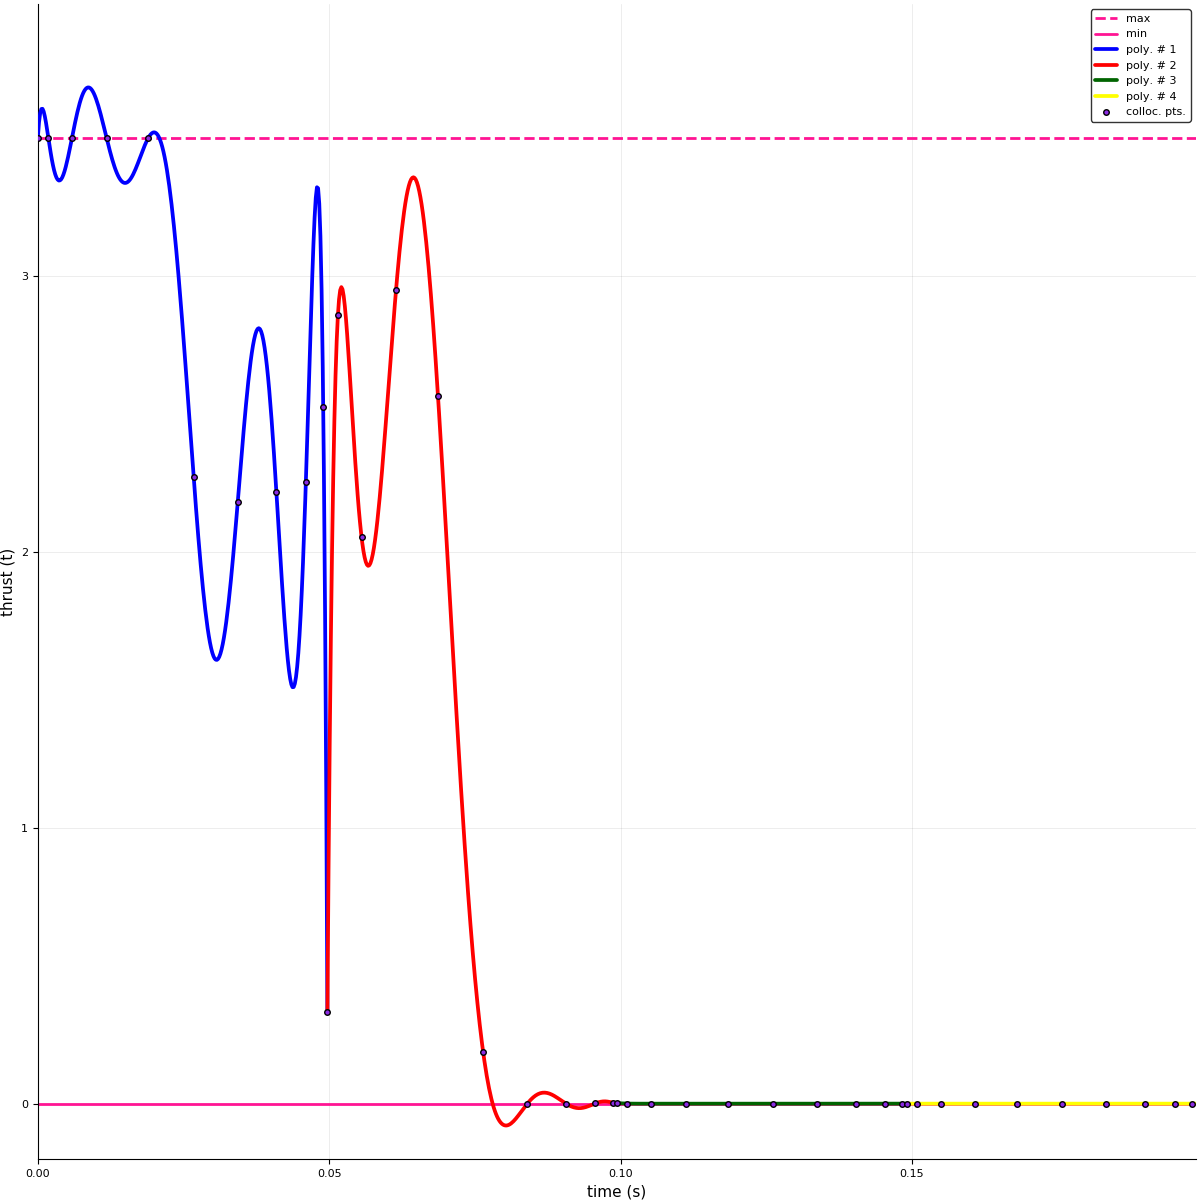 max
min
poly. # 1
poly. # 2
poly. # 3
poly. # 4
colloc. pts.
3
2
1
0
thrust (t)
0.00
0.05
0.10
0.15
time (s)